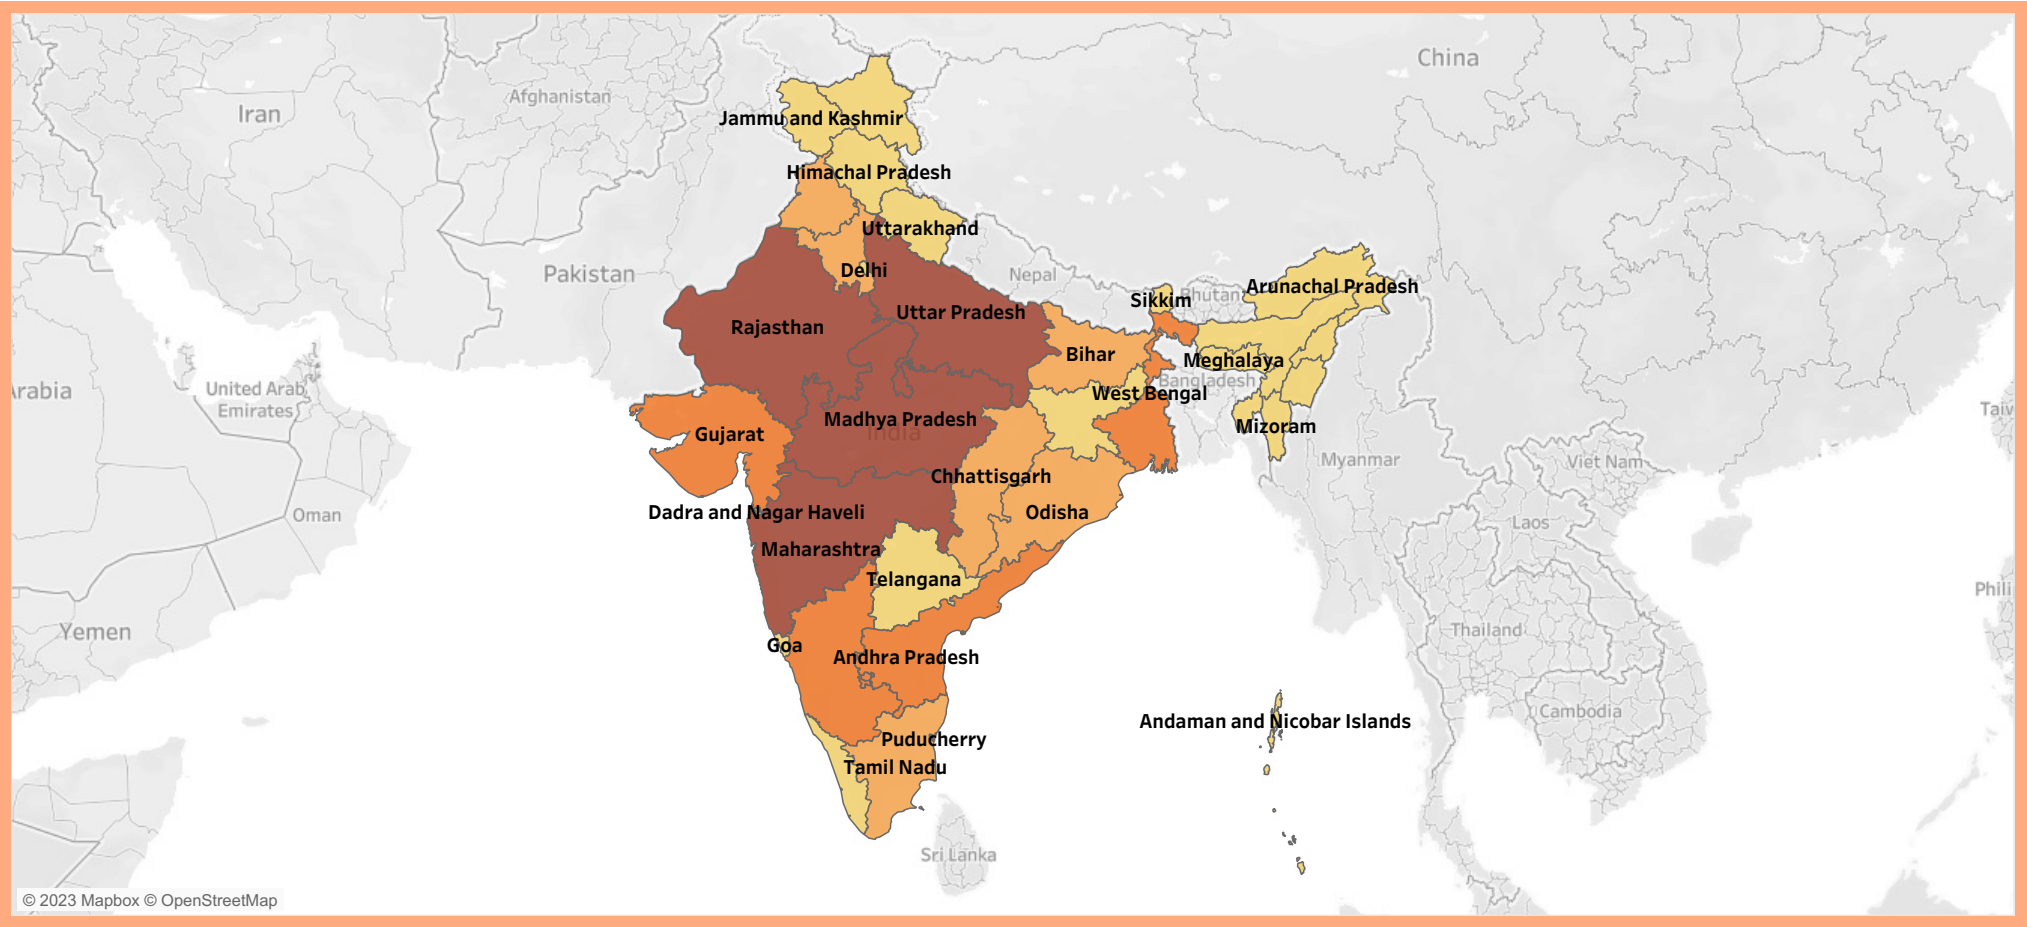 China
Afghanistan
Iran
Jammu and Kashmir
Himachal Pradesh
Uttarakhand
Pakistan
Delhi
Nepal
Bhutan
Arunachal Pradesh
Sikkim
Uttar Pradesh
Rajasthan
Bihar
Meghalaya
Bangladesh
United Arab
Emirates
West Bengal
Madhya Pradesh
India
Gujarat
Mizoram
Myanmar
Viet Nam
Chhattisgarh
Oman
Dadra and Nagar Haveli
Odisha
Laos
Maharashtra
Telangana
Yemen
Thailand
Goa
Andhra Pradesh
Cambodia
Andaman and Nicobar Islands
Puducherry
Tamil Nadu
Sri Lanka
© 2023 Mapbox © OpenStreetMap